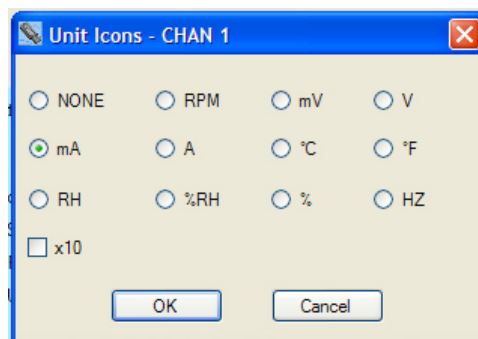 Unit Icons - CHAN 1
NONE RPM mV V
mA A °C °F
RH %RH % HZ
x10
OK Cancel